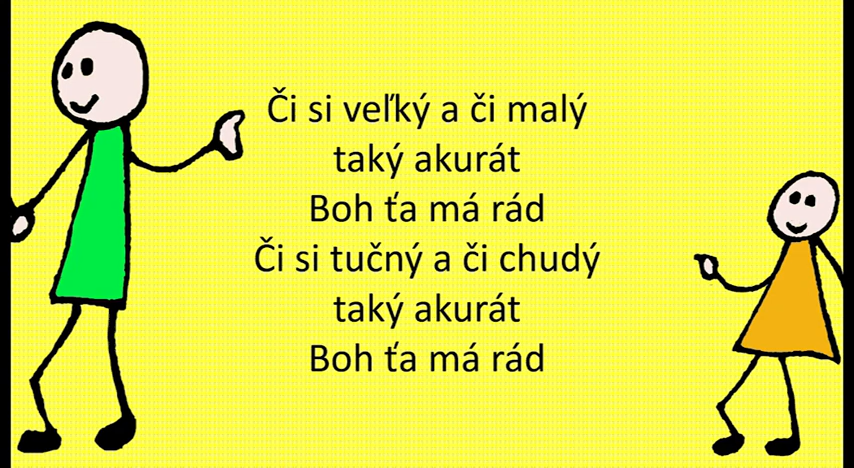 Či si veľký a či malý
taký akurát
Boh ťa má rád
Či si tučný a či chudý
taký akurát
Boh ťa má rád